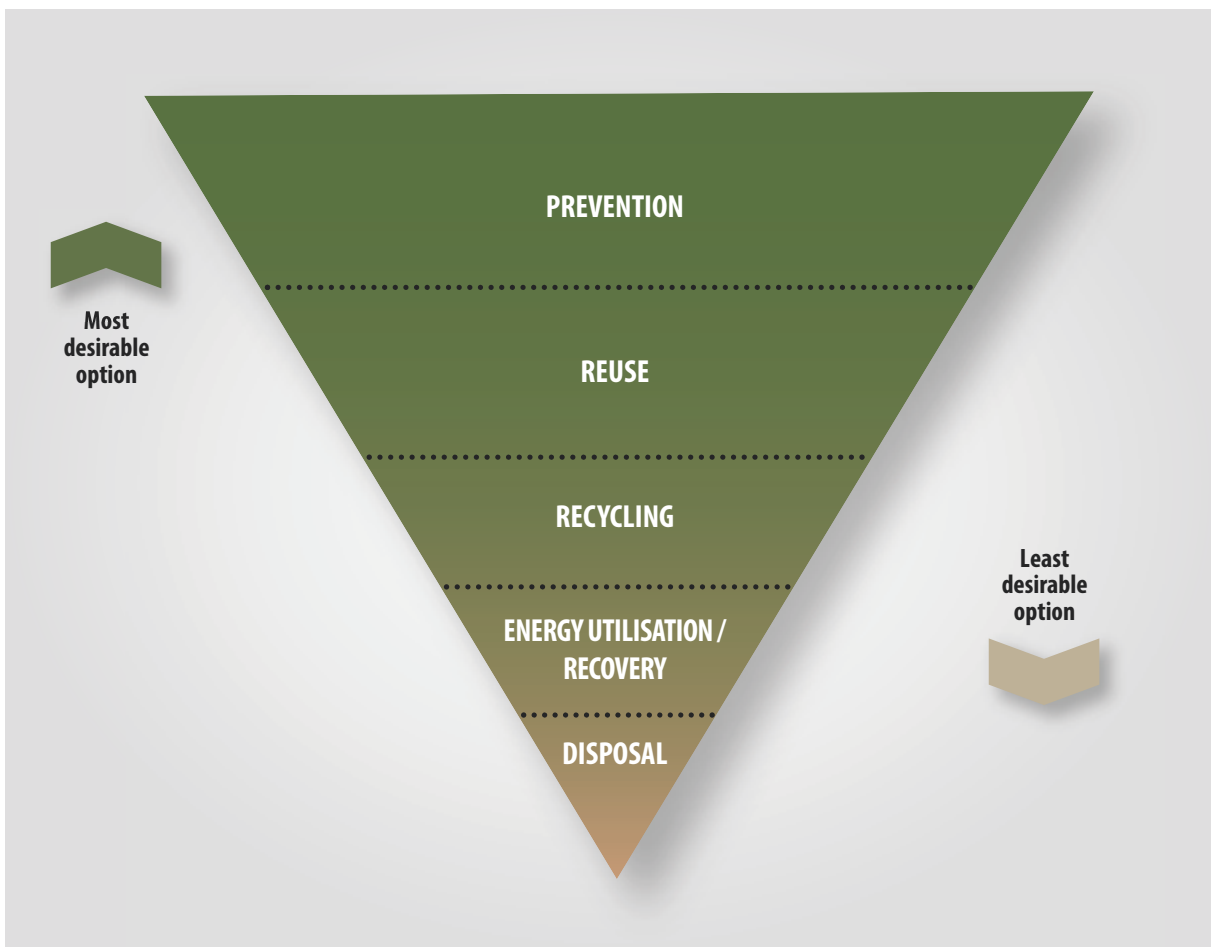 PREVENTION
Most
desirable
option
REUSE
RECYCLING
Least
desirable
option
ENERGY UTILISATION /
RECOVERY
DISPOSAL